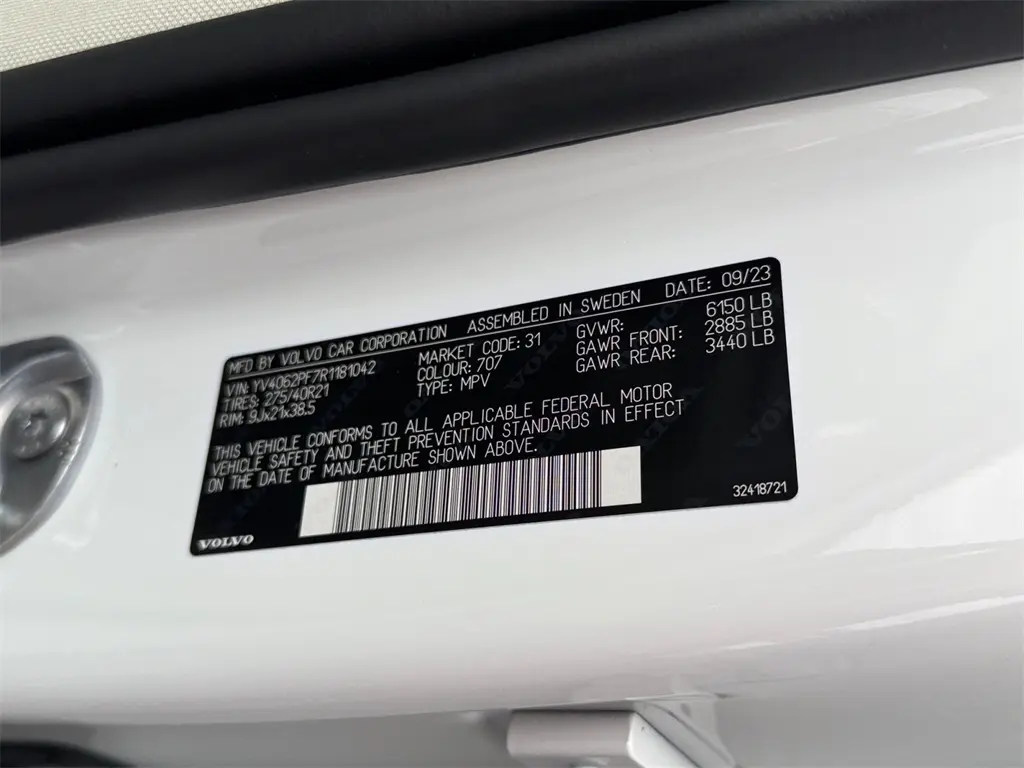 MFD BY VOLVO CAR CORPORATION ASSEMBLED IN SWEDEN DATE: 09/23
VIN: YV4062PF7R1181042 MARKET CODE: 31 GVWR: 6150 LB
TIRES: 275/40R21 COLOUR: 707 GAWR FRONT: 2885 LB
RIM: 9Jx21x38.5 TYPE: MPV GAWR REAR: 3440 LB
THIS VEHICLE CONFORMS TO ALL APPLICABLE FEDERAL MOTOR
VEHICLE SAFETY AND THEFT PREVENTION STANDARDS IN EFFECT
ON THE DATE OF MANUFACTURE SHOWN ABOVE.
32418721
VOLVO